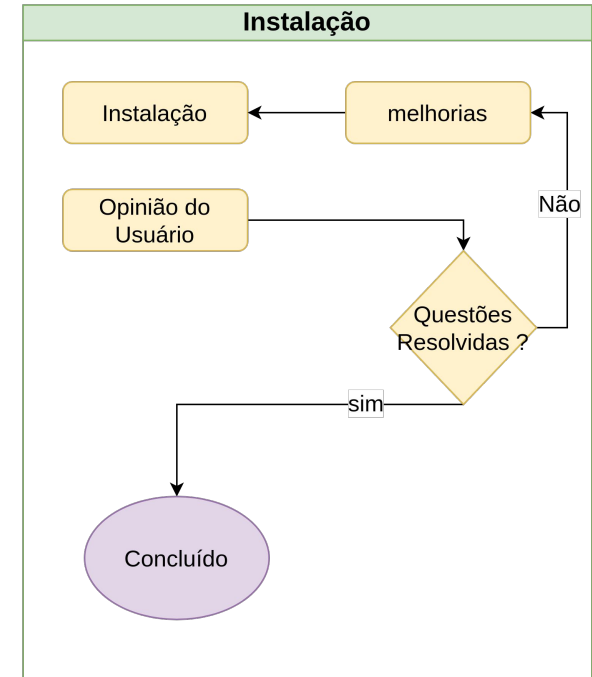 Instalação
Instalação
melhorias
Opinião do
Usuário
Não
Questões
Resolvidas ?
sim
Concluído